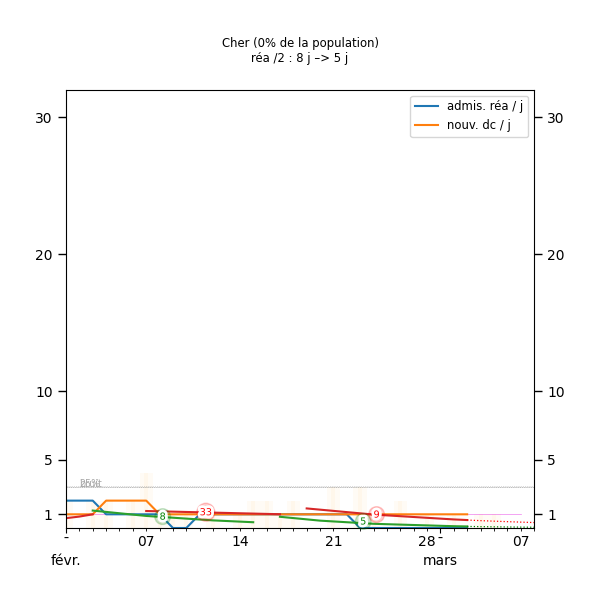 Cher (0% de la population)
réa /2 : 8 j –> 5 j
admis. réa / j
nouv. dc / j
30 30
20 20
10 10
5 5
1 1
8 33 5 9
07 14 21 28 07
févr. mars